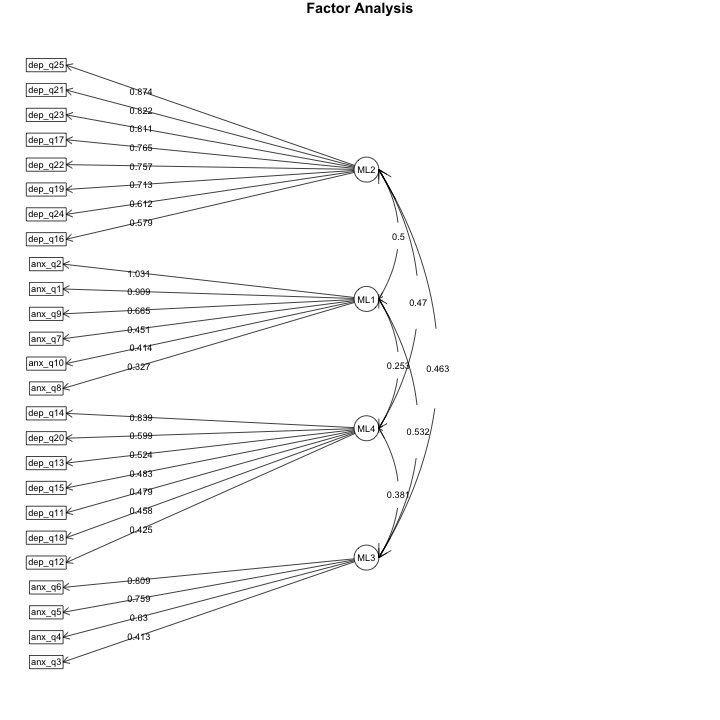 Factor Analysis
dep_q25
dep_q21
dep_q23
dep_q17
dep_q22
dep_q19
dep_q24
dep_q16
anx_q2
anx_q1
anx_q9
anx_q7
anx_q10
anx_q8
dep_q14
dep_q20
dep_q13
dep_q15
dep_q11
dep_q18
dep_q12
anx_q6
anx_q5
anx_q4
anx_q3
0.874
0.822
0.811
0.765
0.757
0.713
0.612
0.579
1.031
0.909
0.665
0.451
0.414
0.327
0.839
0.599
0.524
0.483
0.479
0.458
0.425
0.809
0.759
0.63
0.413
ML2
ML1
ML4
ML3
0.5
0.47
0.253
0.463
0.532
0.381